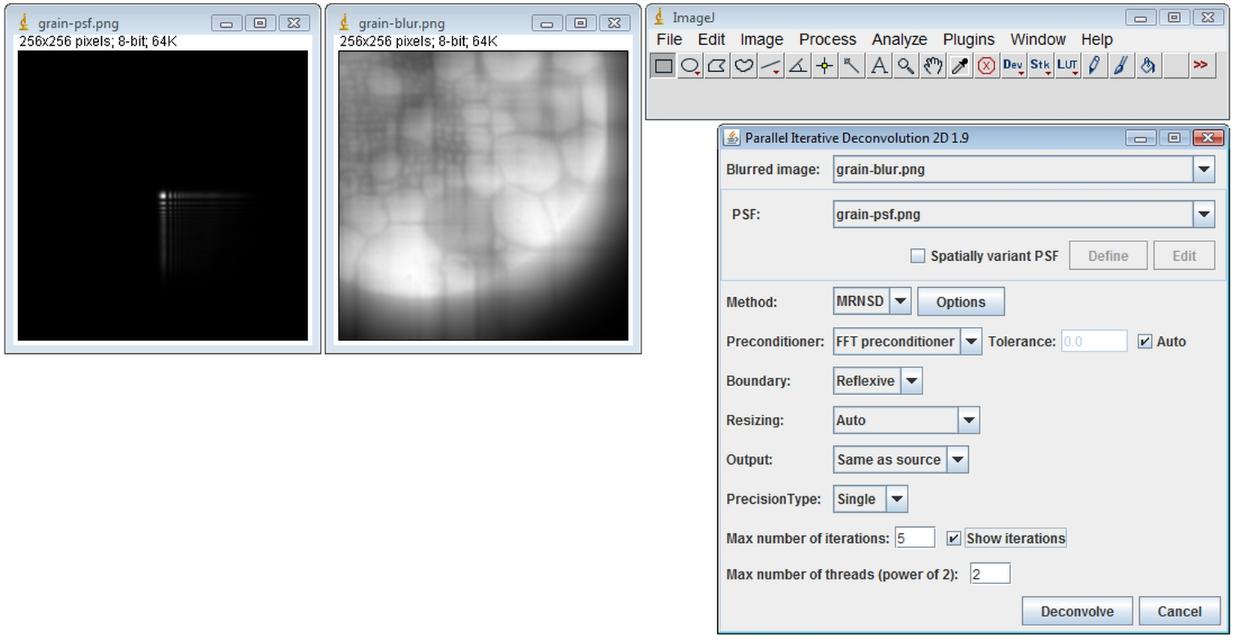 grain-psf.png
256x256 pixels; 8-bit; 64K
grain-blur.png
256x256 pixels; 8-bit; 64K
ImageJ
File Edit Image Process Analyze Plugins Window Help
A Dev Stk LUT >>
Parallel Iterative Deconvolution 2D 1.9
Blurred image: grain-blur.png
PSF: grain-psf.png
Spatially variant PSF Define Edit
Method: MRNSD Options
Preconditioner: FFT preconditioner Tolerance: 0.0 Auto
Boundary: Reflexive
Resizing: Auto
Output: Same as source
PrecisionType: Single
Max number of iterations: 5 Show iterations
Max number of threads (power of 2): 2
Deconvolve Cancel